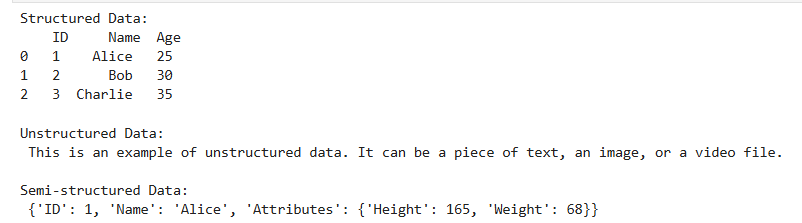 Structured Data:
ID Name Age
0 1 Alice 25
1 2 Bob 30
2 3 Charlie 35
Unstructured Data:
This is an example of unstructured data. It can be a piece of text, an image, or a video file.
Semi-structured Data:
{'ID': 1, 'Name': 'Alice', 'Attributes': {'Height': 165, 'Weight': 68}}